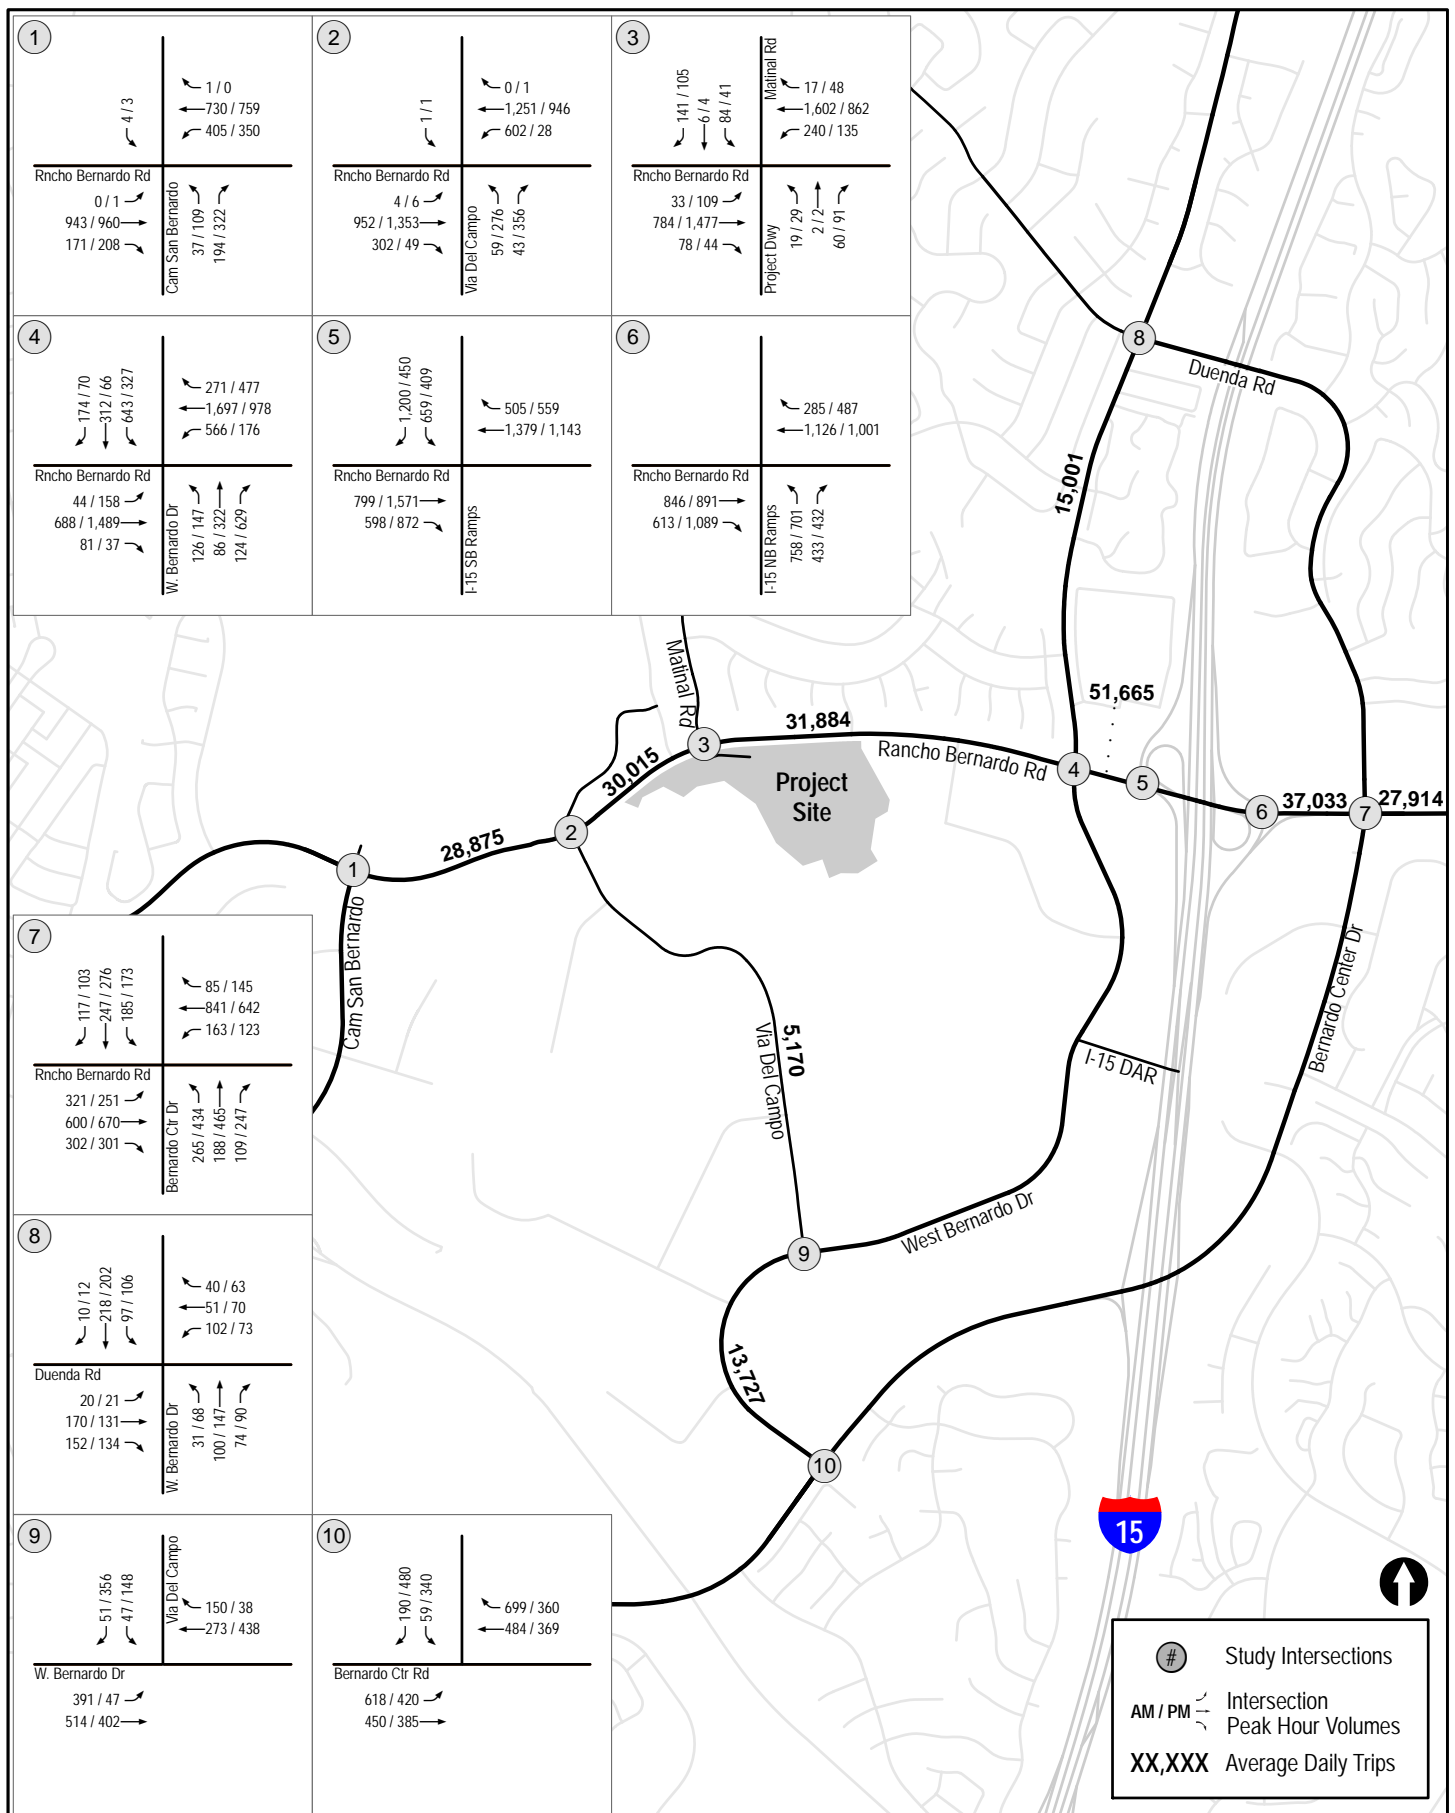 1
4 / 3
1 / 0
730 / 759
405 / 350
Rncho Bernardo Rd
0 / 1
943 / 960
171 / 208
Cam San Bernardo
37 / 109
194 / 322
2
1 / 1
0 / 1
1,251 / 946
602 / 28
Rncho Bernardo Rd
4 / 6
952 / 1,353
302 / 49
Via Del Campo
59 / 276
43 / 356
3
141 / 105
6 / 4
84 / 41
Matinal Rd
17 / 48
1,602 / 862
240 / 135
Rncho Bernardo Rd
33 / 109
784 / 1,477
78 / 44
Project Dwy
19 / 29
2 / 2
60 / 91
4
174 / 70
312 / 66
643 / 327
271 / 477
1,697 / 978
566 / 176
Rncho Bernardo Rd
44 / 158
688 / 1,489
81 / 37
W. Bernardo Dr
126 / 147
86 / 322
124 / 629
5
1,200 / 450
659 / 409
505 / 559
1,379 / 1,143
Rncho Bernardo Rd
799 / 1,571
598 / 872
I-15 SB Ramps
6
285 / 487
1,126 / 1,001
Rncho Bernardo Rd
846 / 891
613 / 1,089
I-15 NB Ramps
758 / 701
433 / 432
8
Duenda Rd
15,001
Matinal Rd
51,665
3
31,884
Rancho Bernardo Rd
4
5
6
37,033
7
27,914
30,015
Project
Site
2
28,875
1
Cam San Bernardo
5,170
Via Del Campo
I-15 DAR
Bernardo Center Dr
West Bernardo Dr
9
13,727
10
15
7
117 / 103
247 / 276
185 / 173
85 / 145
841 / 642
163 / 123
Rncho Bernardo Rd
321 / 251
600 / 670
302 / 301
Bernardo Ctr Dr
265 / 434
188 / 465
109 / 247
8
10 / 12
218 / 202
97 / 106
40 / 63
51 / 70
102 / 73
Duenda Rd
20 / 21
170 / 131
152 / 134
W. Bernardo Dr
31 / 68
100 / 147
74 / 90
9
51 / 356
47 / 148
Via Del Campo
150 / 38
273 / 438
W. Bernardo Dr
391 / 47
514 / 402
10
190 / 480
59 / 340
699 / 360
484 / 369
Bernardo Ctr Rd
618 / 420
450 / 385
# Study Intersections
AM / PM Intersection
Peak Hour Volumes
XX,XXX Average Daily Trips